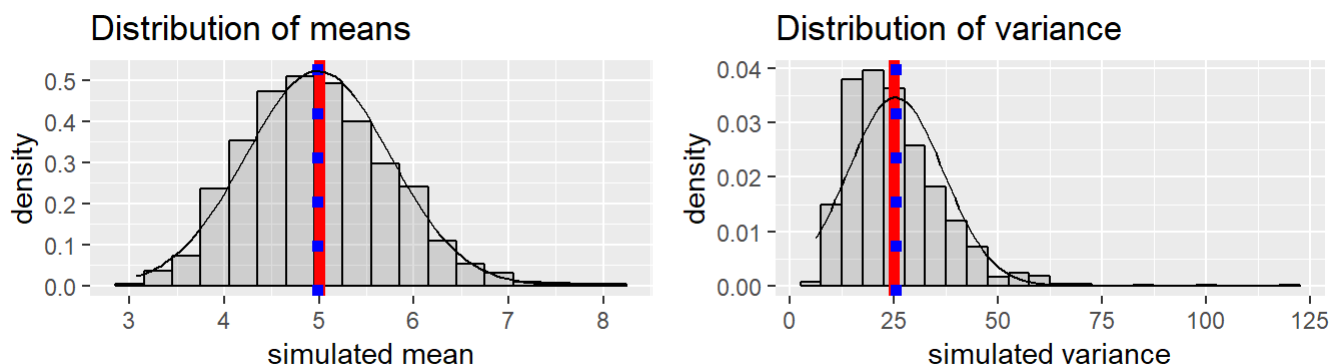 Distribution of means
density
0.5
0.4
0.3
0.2
0.1
0.0
3 4 5 6 7 8
simulated mean
Distribution of variance
density
0.04
0.03
0.02
0.01
0.00
0 25 50 75 100 125
simulated variance